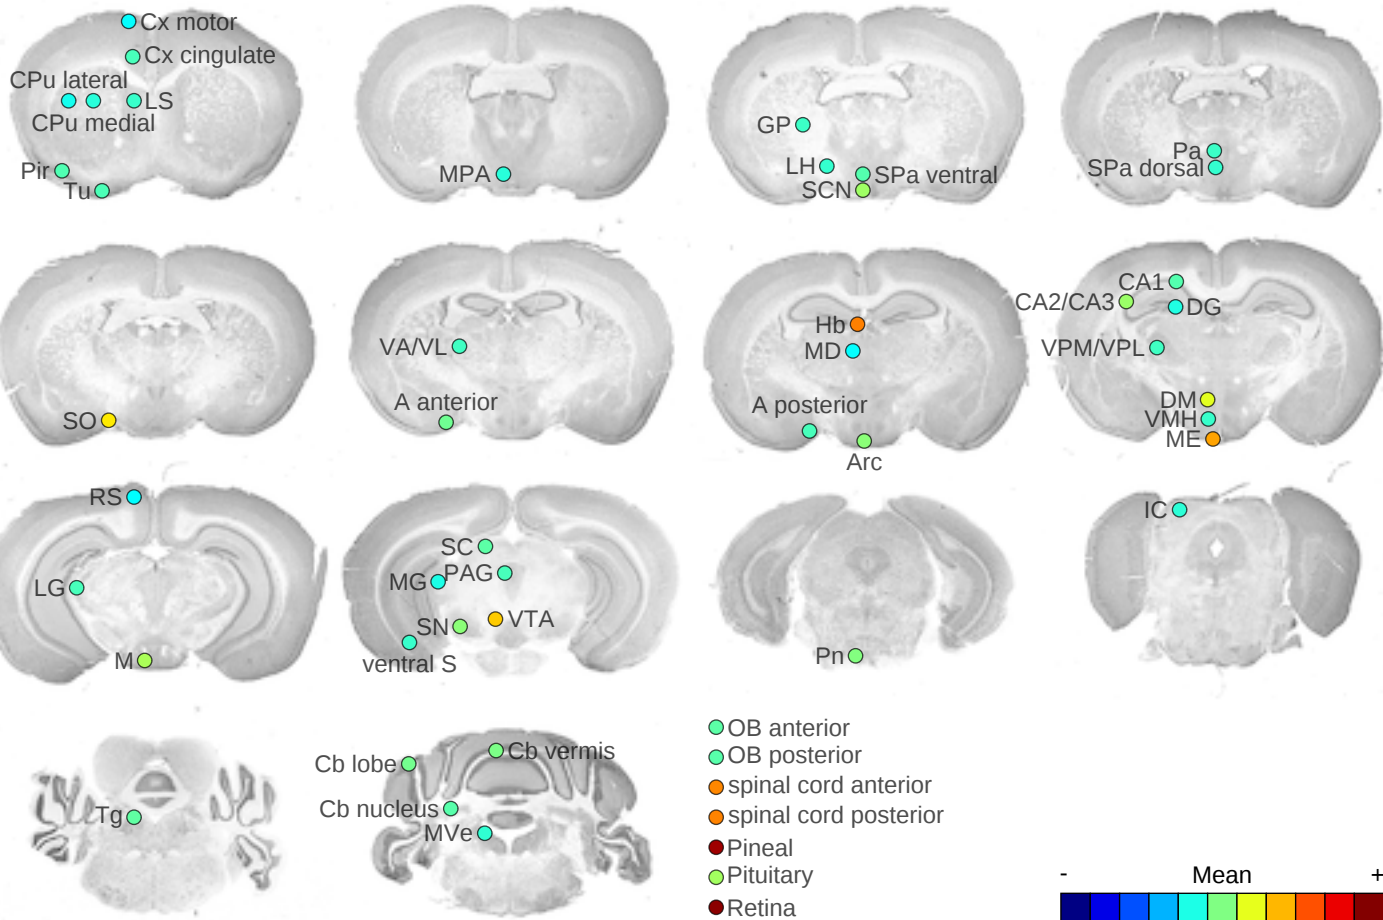 Cx motor
Cx cingulate
CPu lateral
LS
CPu medial
Pir
Tu
MPA
GP
LH
SPa ventral
SCN
Pa
SPa dorsal
SO
VA/VL
A anterior
Hb
MD
A posterior
Arc
CA1
CA2/CA3
DG
VPM/VPL
DM
VMH
ME
RS
LG
M
SC
PAG
MG
VTA
SN
ventral S
Pn
IC
Tg
Cb vermis
Cb lobe
Cb nucleus
MVe
OB anterior
OB posterior
spinal cord anterior
spinal cord posterior
Pineal
Pituitary
Retina
- Mean +